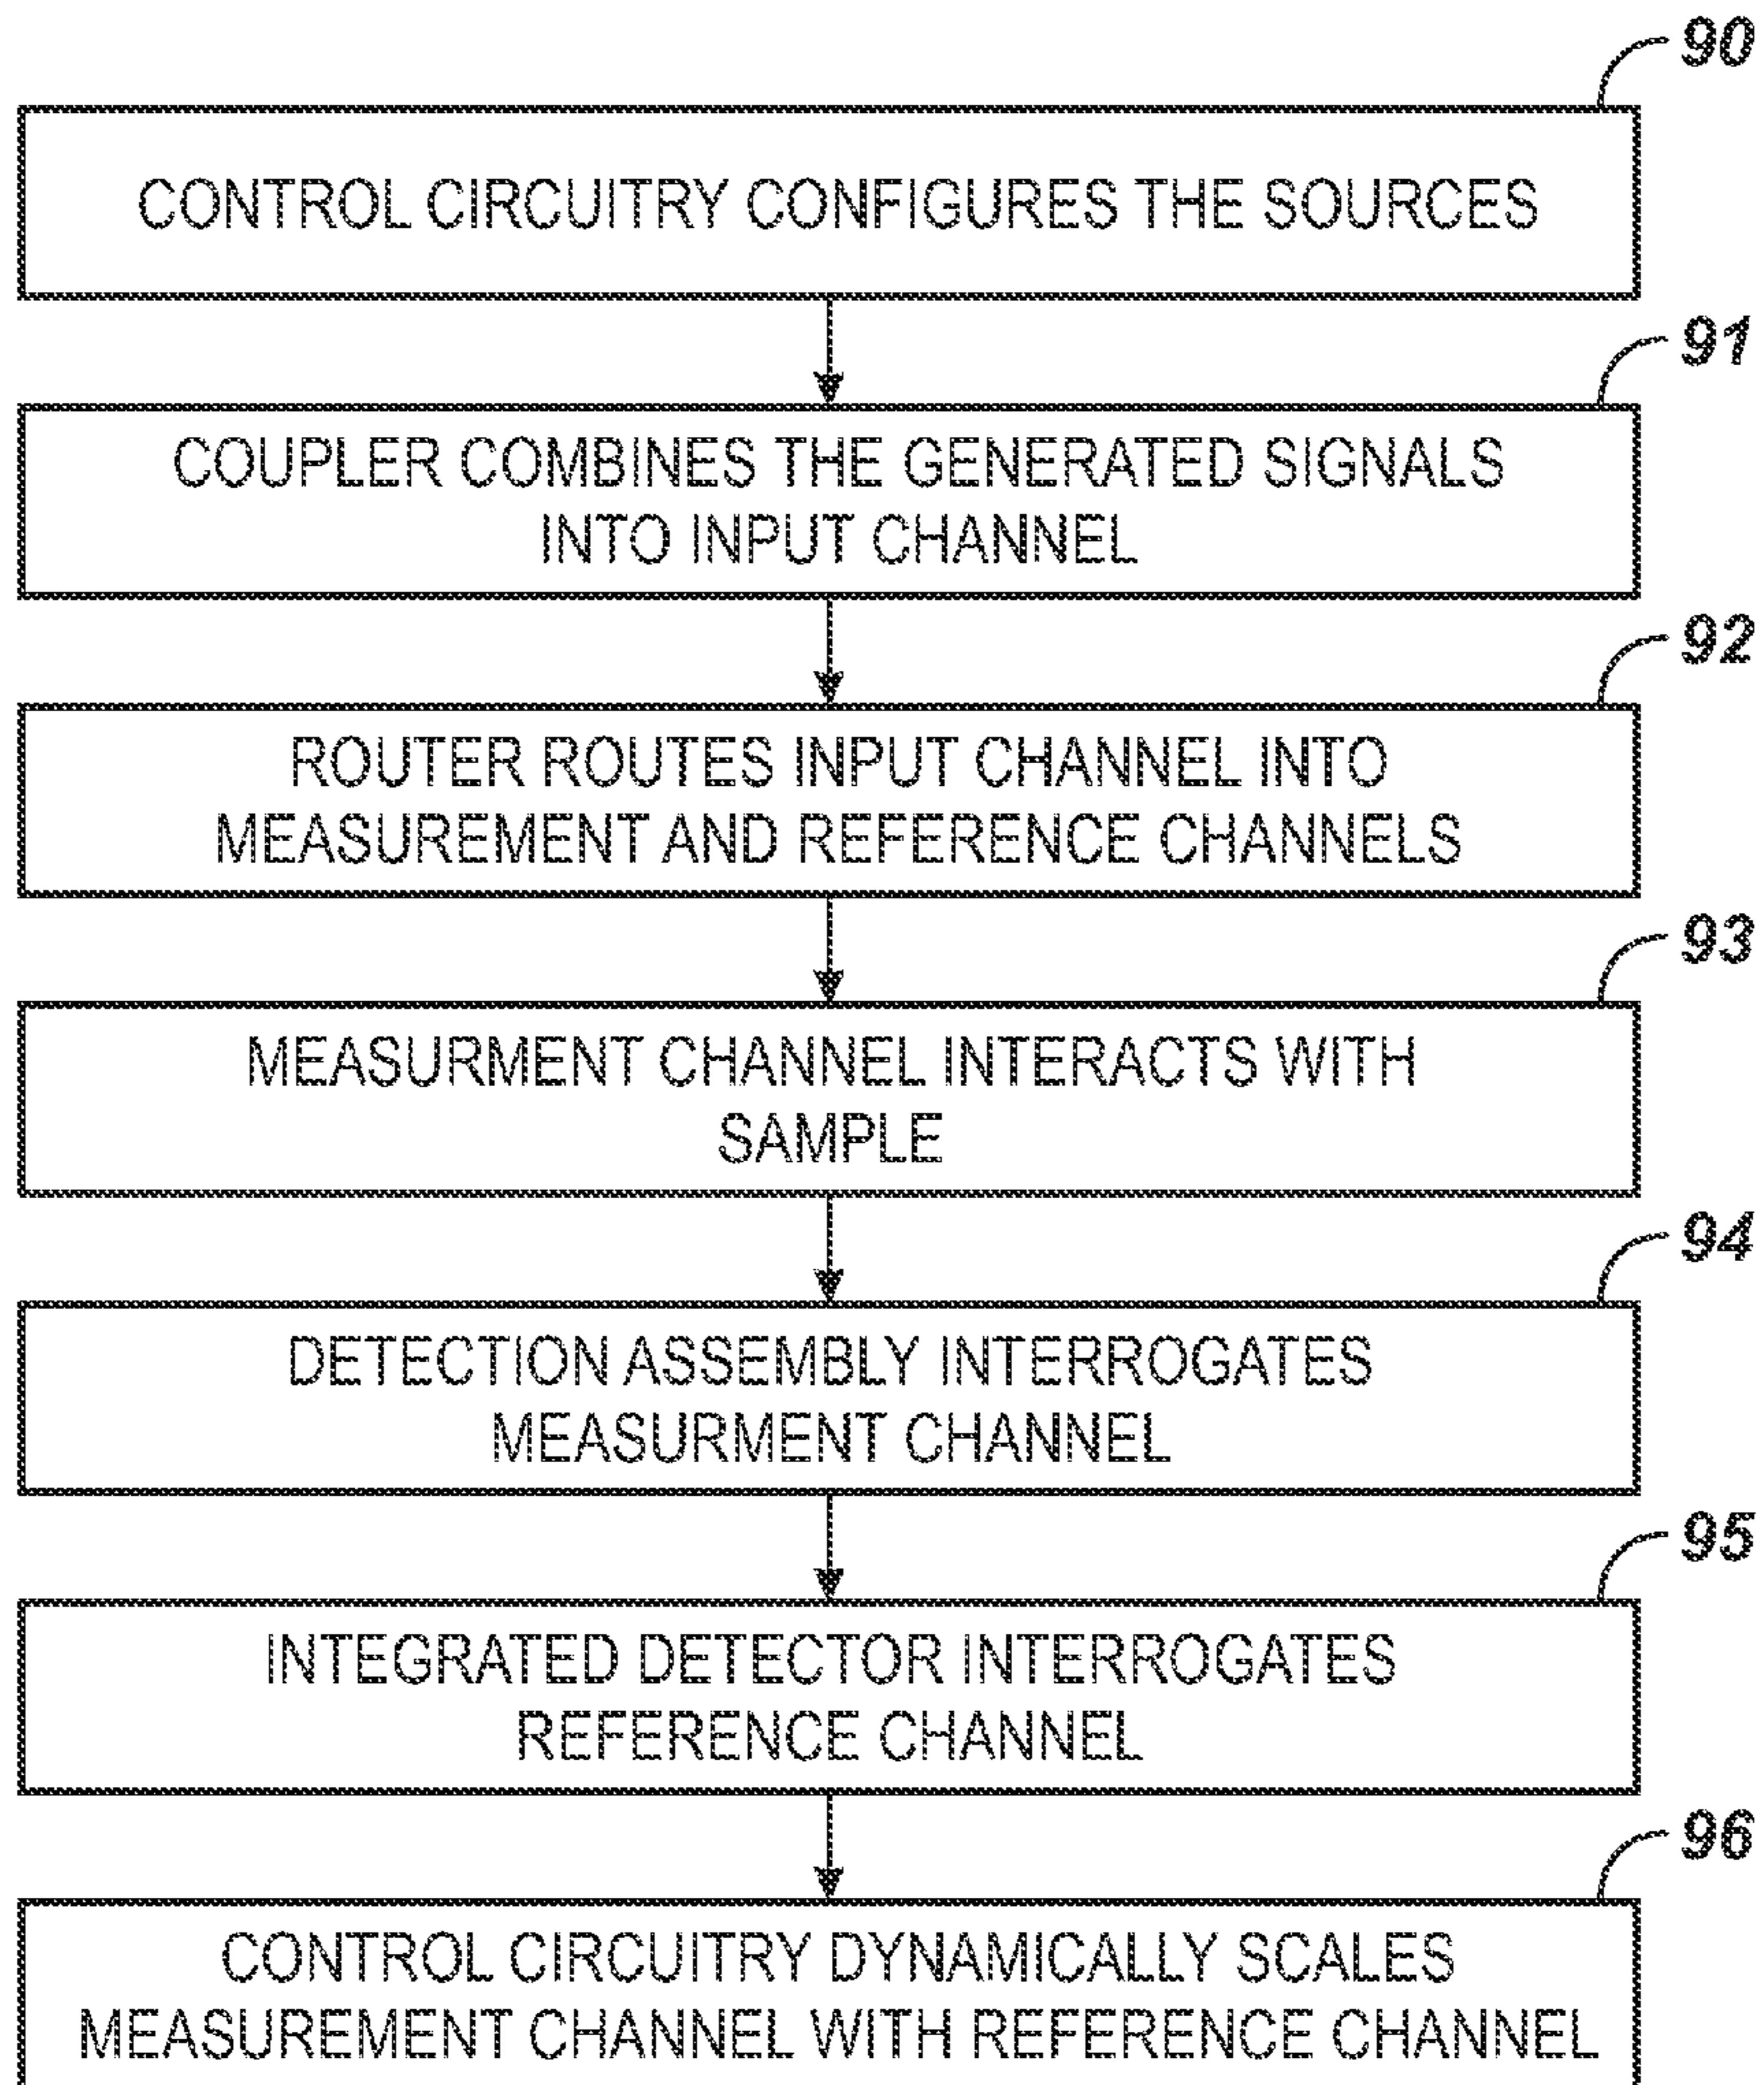 90
CONTROL CIRCUITRY CONFIGURES THE SOURCES
91
COUPLER COMBINES THE GENERATED SIGNALS
INTO INPUT CHANNEL
92
ROUTER ROUTES INPUT CHANNEL INTO
MEASUREMENT AND REFERENCE CHANNELS
93
MEASURMENT CHANNEL INTERACTS WITH
SAMPLE
94
DETECTION ASSEMBLY INTERROGATES
MEASURMENT CHANNEL
95
INTEGRATED DETECTOR INTERROGATES
REFERENCE CHANNEL
96
CONTROL CIRCUITRY DYNAMICALLY SCALES
MEASUREMENT CHANNEL WITH REFERENCE CHANNEL